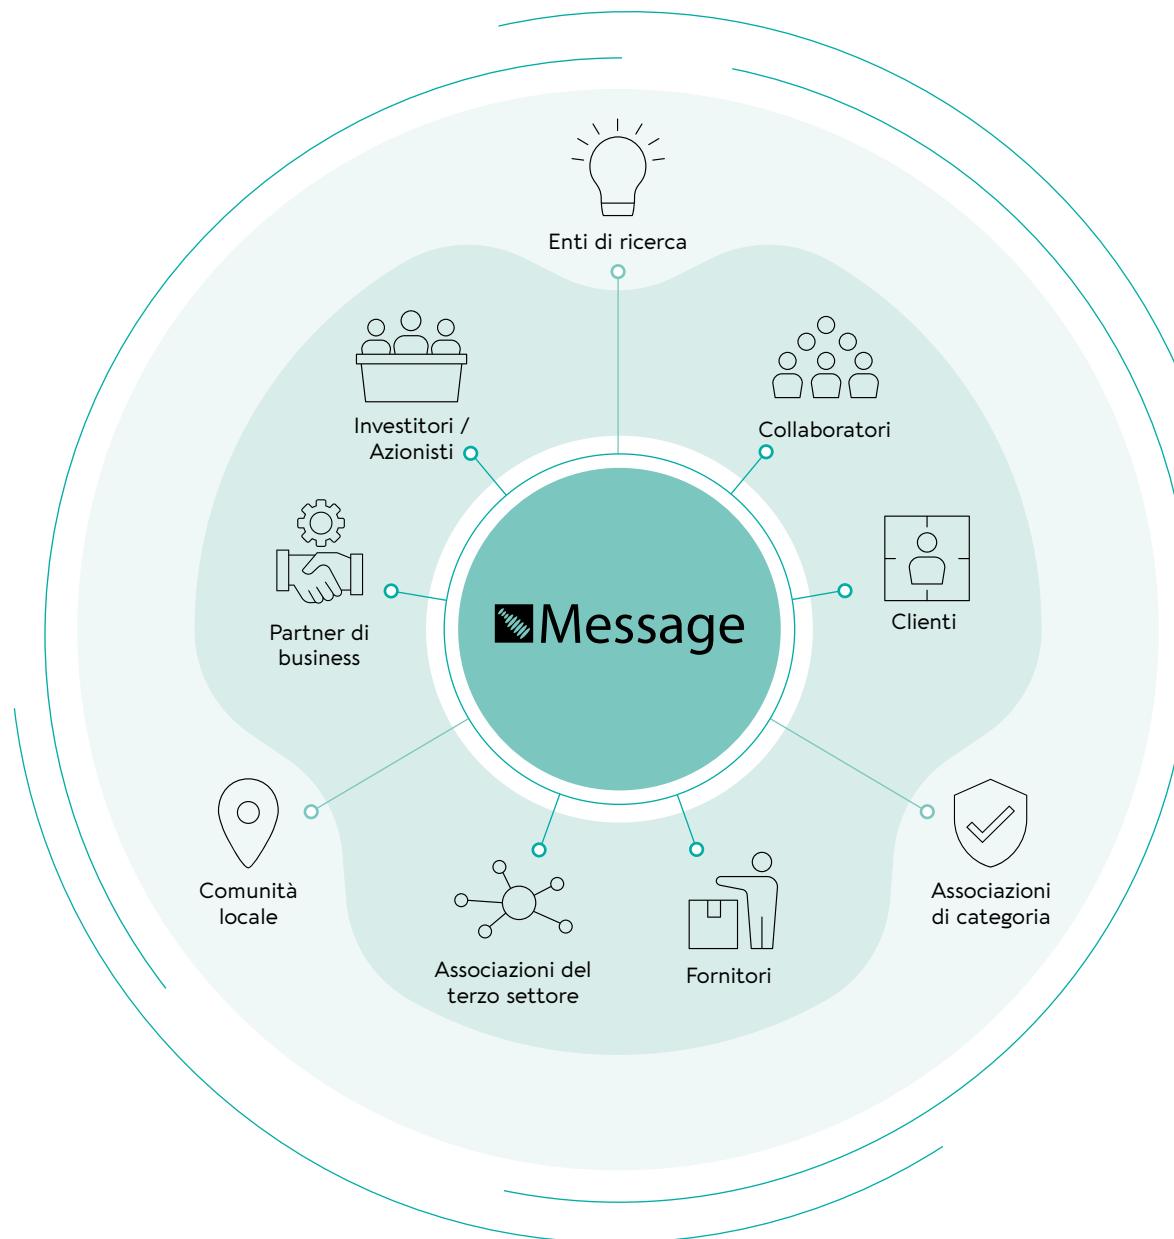 Enti di ricerca
Investitori /
Azionisti
Collaboratori
Partner di
business
Message
Clienti
Comunità
locale
Associazioni
di categoria
Associazioni del
terzo settore
Fornitori